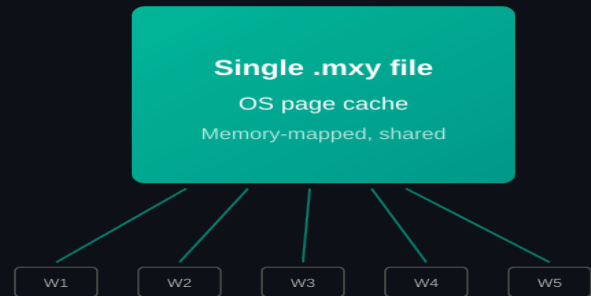 Single .mxy file
OS page cache
Memory-mapped, shared
W1 W2 W3 W4 W5